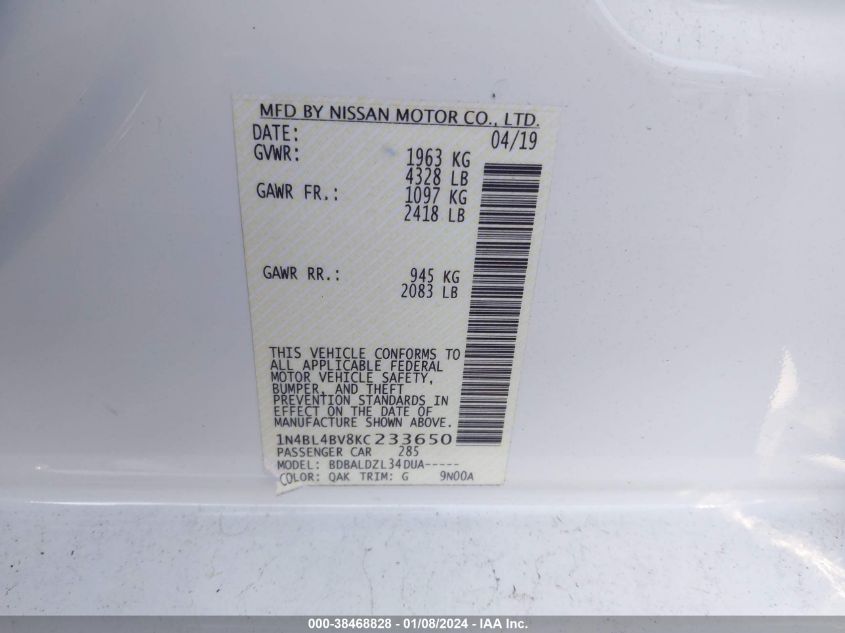 MFD BY NISSAN MOTOR CO., LTD.
DATE: 04/19
GVWR: 1963 KG
4328 LB
GAWR FR.: 1097 KG
2418 LB
GAWR RR.: 945 KG
2083 LB
THIS VEHICLE CONFORMS TO
ALL APPLICABLE FEDERAL
MOTOR VEHICLE SAFETY,
BUMPER, AND THEFT
PREVENTION STANDARDS IN
EFFECT ON THE DATE OF
MANUFACTURE SHOWN ABOVE.
1N4BL4BV8KC233650
PASSENGER CAR 285
MODEL: BDBALDZL34DUA-----
COLOR: QAK TRIM: G 9N00A
000-38468828 - 01/08/2024 - IAA Inc.